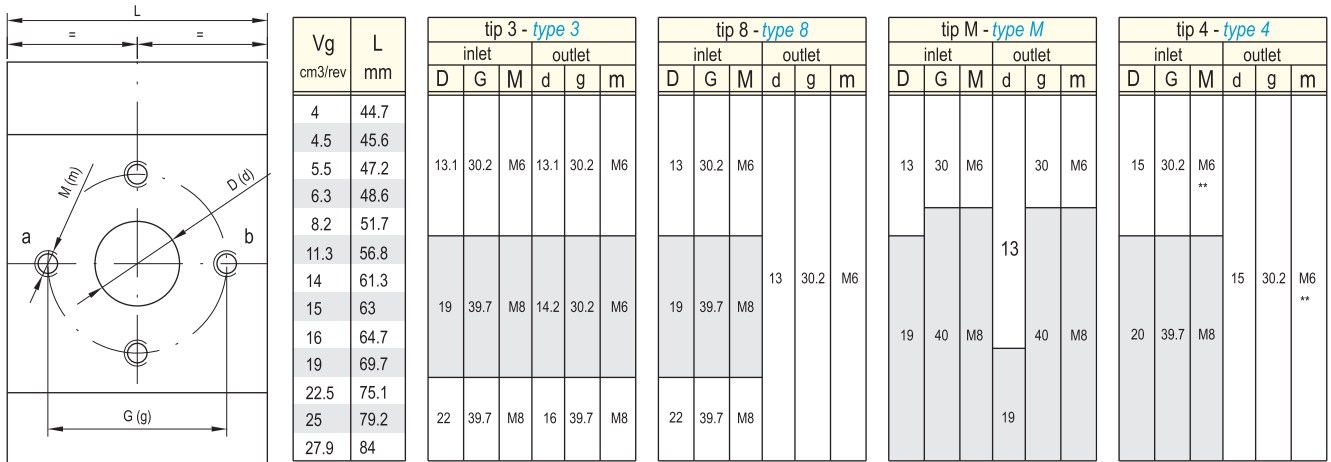 L
= =
M (m)
D (d)
a b
G (g)
Vg L
cm3/rev mm
4 44.7
4.5 45.6
5.5 47.2
6.3 48.6
8.2 51.7
11.3 56.8
14 61.3
15 63
16 64.7
19 69.7
22.5 75.1
25 79.2
27.9 84
tip 3 - type 3
inlet outlet
D G M d g m
13.1 30.2 M6 13.1 30.2 M6
19 39.7 M8 14.2 30.2 M6
22 39.7 M8 16 39.7 M8
tip 8 - type 8
inlet outlet
D G M d g m
13 30.2 M6
13 30.2 M6
19 39.7 M8
22 39.7 M8
tip M - type M
inlet outlet
D G M d g m
13 30 M6 30 M6
13
19 40 M8 40 M8
19
tip 4 - type 4
inlet outlet
D G M d g m
15 30.2 M6
**
15 30.2 M6
**
20 39.7 M8